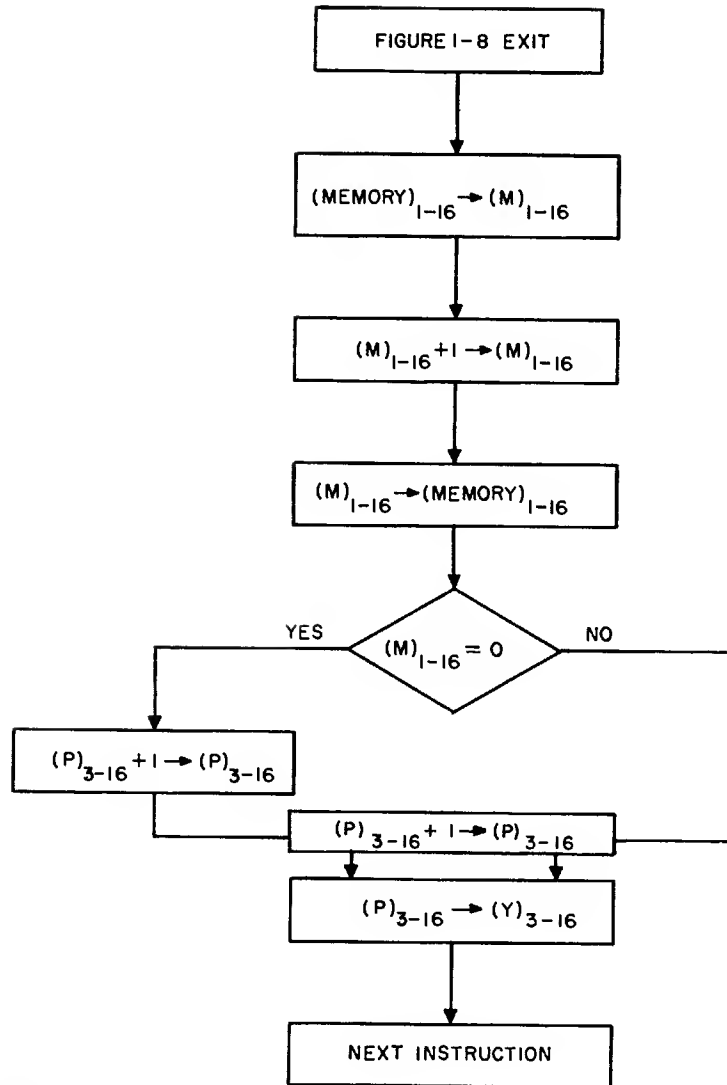 FIGURE 1-8 EXIT
(MEMORY)1-16 → (M)1-16
(M)1-16 +1 → (M)1-16
(M)1-16 → (MEMORY)1-16
YES
(M)1-16 = 0
NO
(P)3-16 +1 → (P)3-16
(P)3-16 + 1 → (P)3-16
(P)3-16 → (Y)3-16
NEXT INSTRUCTION